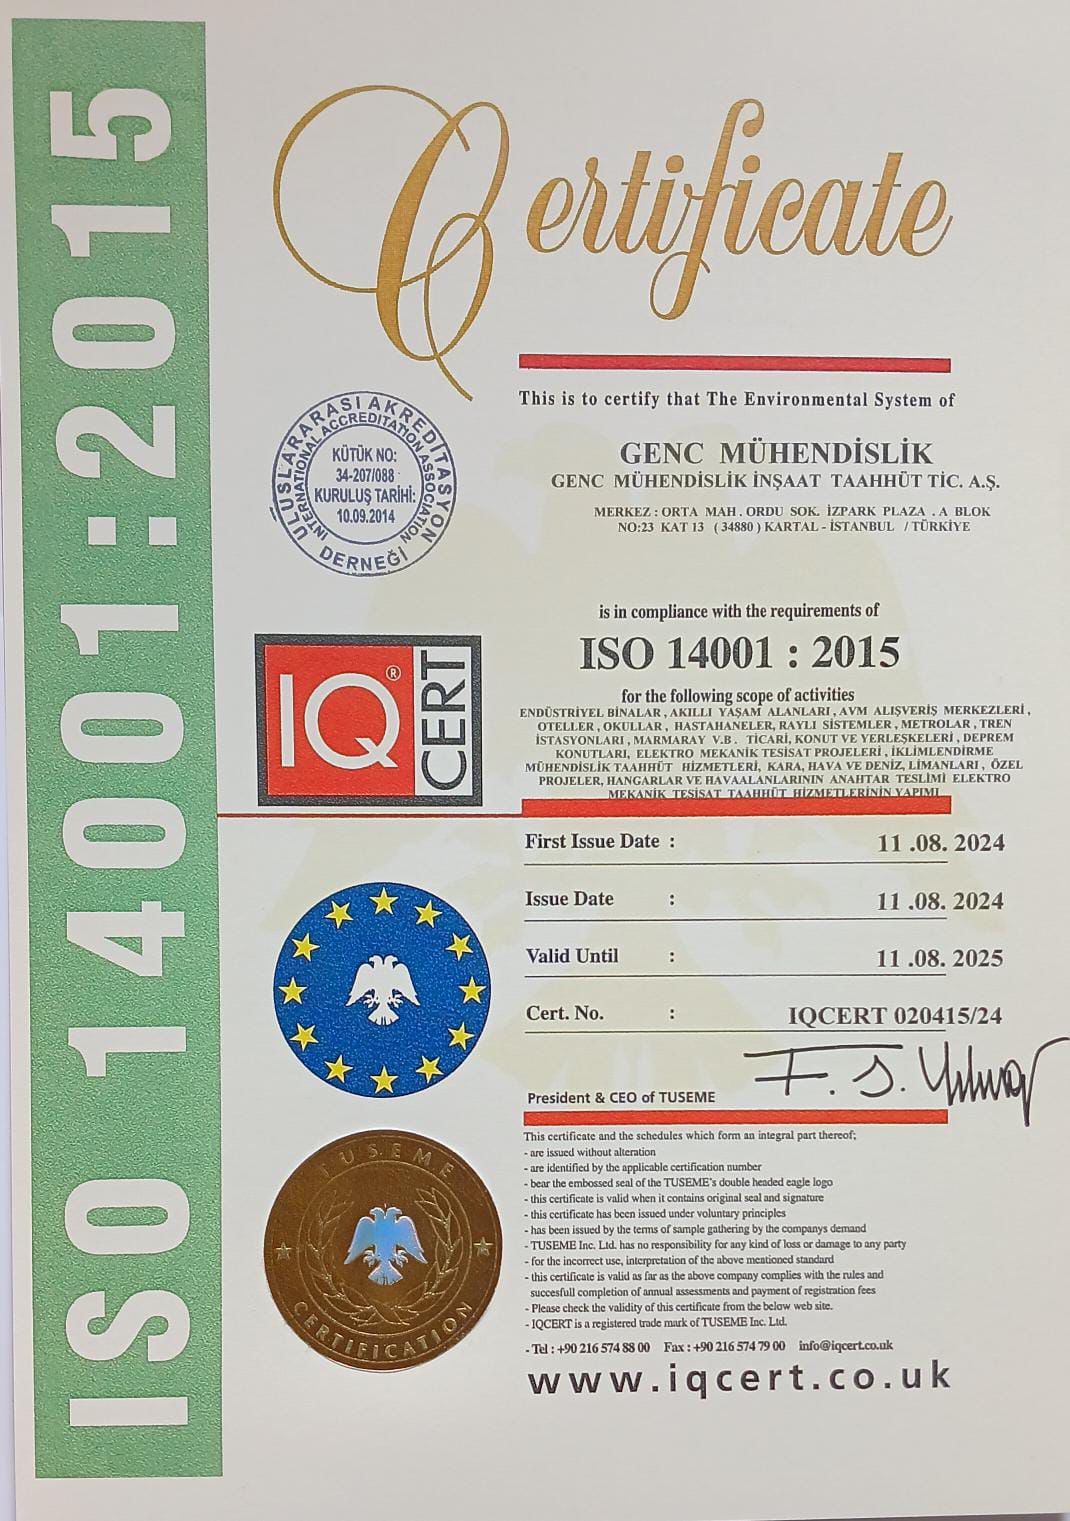 ISO 14001:2015
Certificate
This is to certify that The Environmental System of
GENC MÜHENDİSLİK
GENC MÜHENDİSLİK İNŞAAT TAAHHÜT TİC. A.Ş.
MERKEZ : ORTA MAH . ORDU SOK. İZPARK PLAZA . A BLOK
NO:23 KAT 13 ( 34880 ) KARTAL - İSTANBUL / TÜRKİYE
ULUSLARARASI AKREDİTASYON DERNEĞİ
INTERNATIONAL ACCREDITATION ASSOCIATION
KÜTÜK NO:
34-207/088
KURULUŞ TARİHİ:
10.09.2014
is in compliance with the requirements of
ISO 14001 : 2015
IQ ® CERT
for the following scope of activities
ENDÜSTRİYEL BİNALAR , AKILLI YAŞAM ALANLARI , AVM ALIŞVERİŞ MERKEZLERİ ,
OTELLER , OKULLAR , HASTAHANELER, RAYLI SİSTEMLER , METROLAR , TREN
İSTASYONLARI , MARMARAY V.B . TİCARİ, KONUT VE YERLEŞKELERİ , DEPREM
KONUTLARI, ELEKTRO MEKANİK TESİSAT PROJELERİ , İKLİMLENDİRME
MÜHENDİSLİK TAAHHÜT HİZMETLERİ, KARA, HAVA VE DENİZ, LİMANLARI , ÖZEL
PROJELER, HANGARLAR VE HAVAALANLARININ ANAHTAR TESLİMİ ELEKTRO
MEKANİK TESİSAT TAAHHÜT HİZMETLERİNİN YAPIMI
First Issue Date : 11 .08. 2024
Issue Date : 11 .08. 2024
Valid Until : 11 .08. 2025
Cert. No. : IQCERT 020415/24
President & CEO of TUSEME
F. S. Yılmaz
TUSEME
CERTIFICATION
This certificate and the schedules which form an integral part thereof;
- are issued without alteration
- are identified by the applicable certification number
- bear the embossed seal of the TUSEME's double headed eagle logo
- this certificate is valid when it contains original seal and signature
- this certificate has been issued under voluntary principles
- has been issued by the terms of sample gathering by the companys demand
- TUSEME Inc. Ltd. has no responsibility for any kind of loss or damage to any party
- for the incorrect use, interpretation of the above mentioned standard
- this certificate is valid as far as the above company complies with the rules and
succesfull completion of annual assessments and payment of registration fees
- Please check the validity of this certificate from the below web site.
- IQCERT is a registered trade mark of TUSEME Inc. Ltd.
- Tel : +90 216 574 88 00 Fax : +90 216 574 79 00 info@iqcert.co.uk
www.iqcert.co.uk